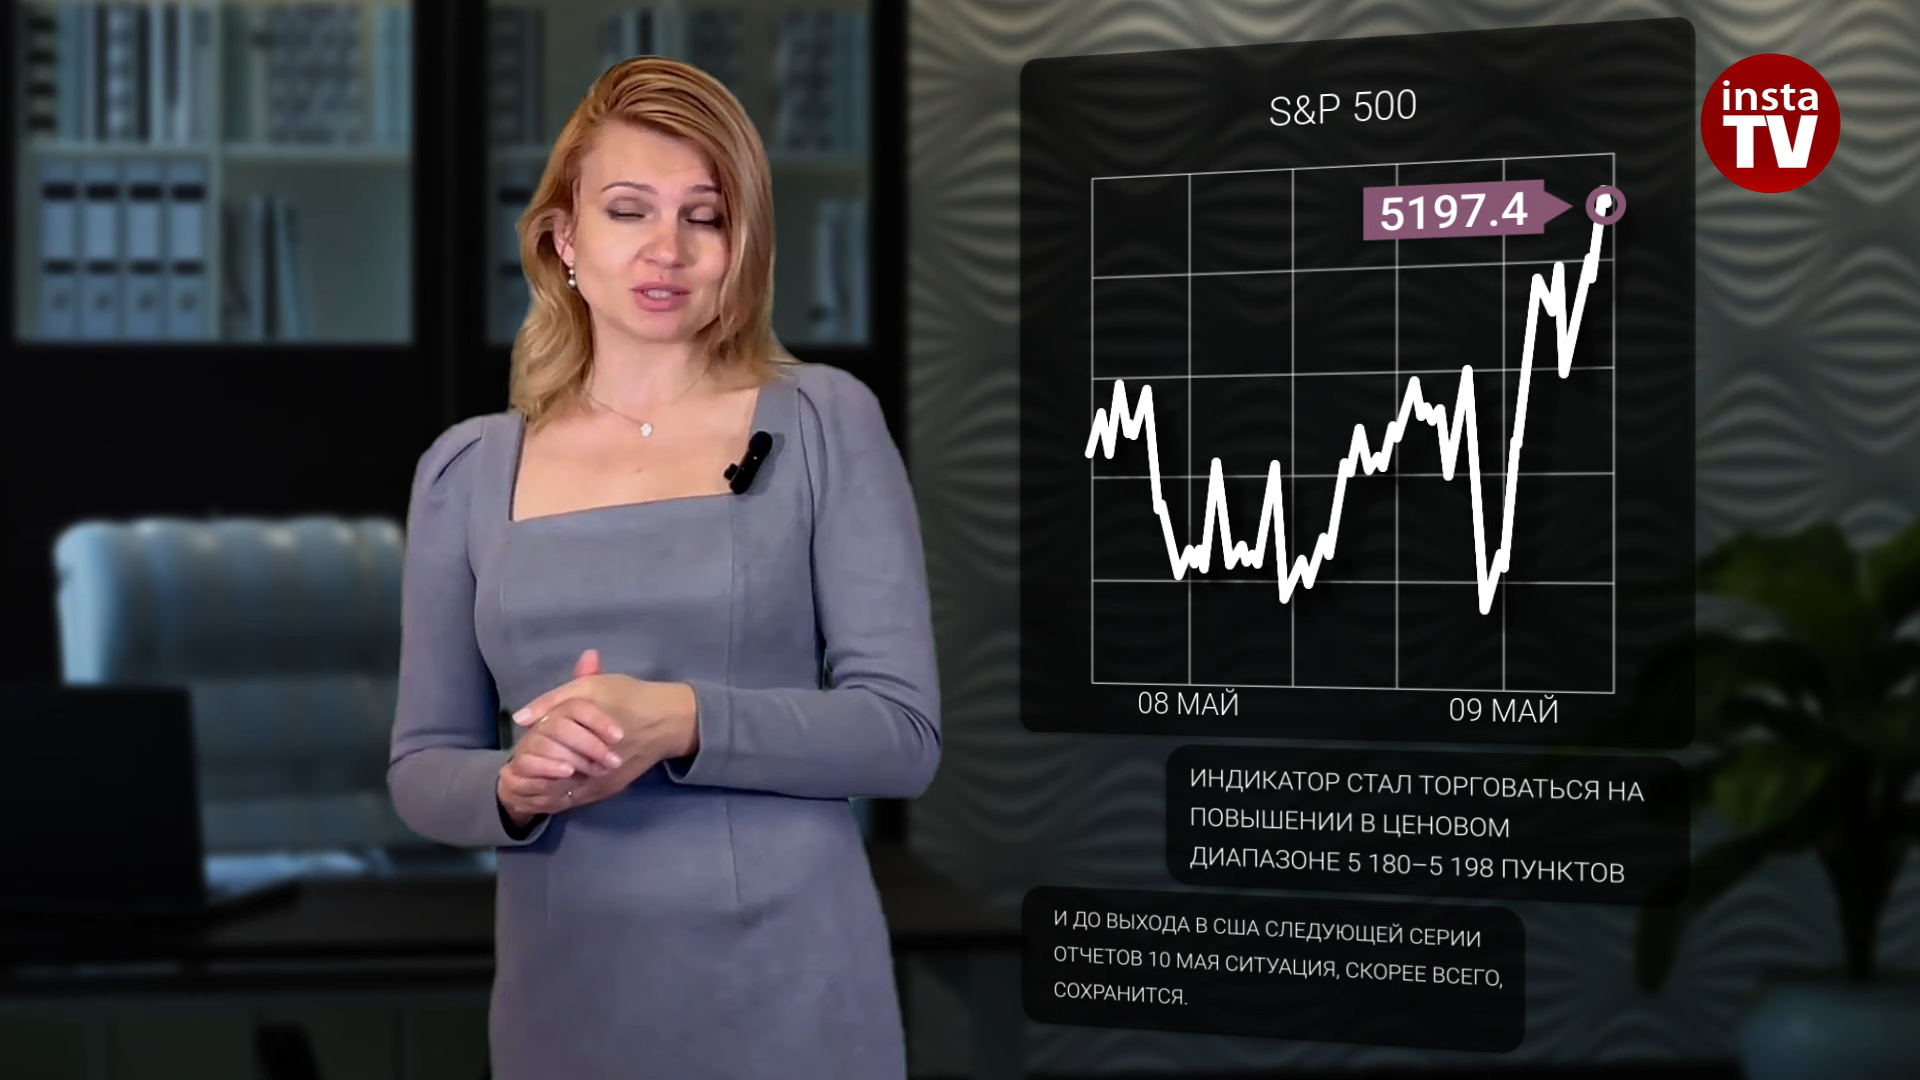 insta
TV
S&P 500
5197.4
08 МАЙ
09 МАЙ
ИНДИКАТОР СТАЛ ТОРГОВАТЬСЯ НА
ПОВЫШЕНИИ В ЦЕНОВОМ
ДИАПАЗОНЕ 5 180–5 198 ПУНКТОВ
И ДО ВЫХОДА В США СЛЕДУЮЩЕЙ СЕРИИ
ОТЧЕТОВ 10 МАЯ СИТУАЦИЯ, СКОРЕЕ ВСЕГО,
СОХРАНИТСЯ.